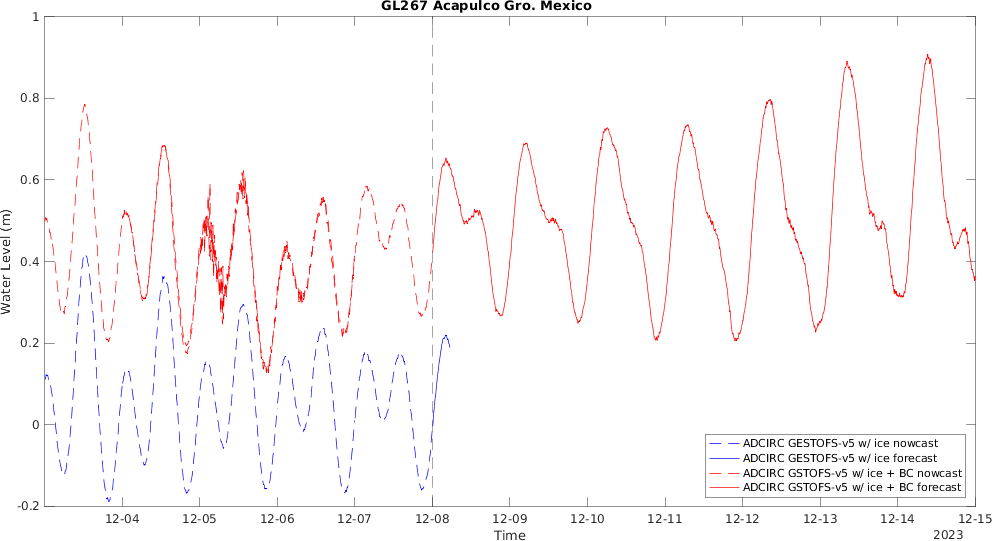 GL267 Acapulco Gro. Mexico
1
0.8
0.6
0.4
0.2
0
-0.2
Water Level (m)
12-04 12-05 12-06 12-07 12-08 12-09 12-10 12-11 12-12 12-13 12-14 12-15
Time
2023
ADCIRC GESTOFS-v5 w/ ice nowcast
ADCIRC GESTOFS-v5 w/ ice forecast
ADCIRC GSTOFS-v5 w/ ice + BC nowcast
ADCIRC GSTOFS-v5 w/ ice + BC forecast